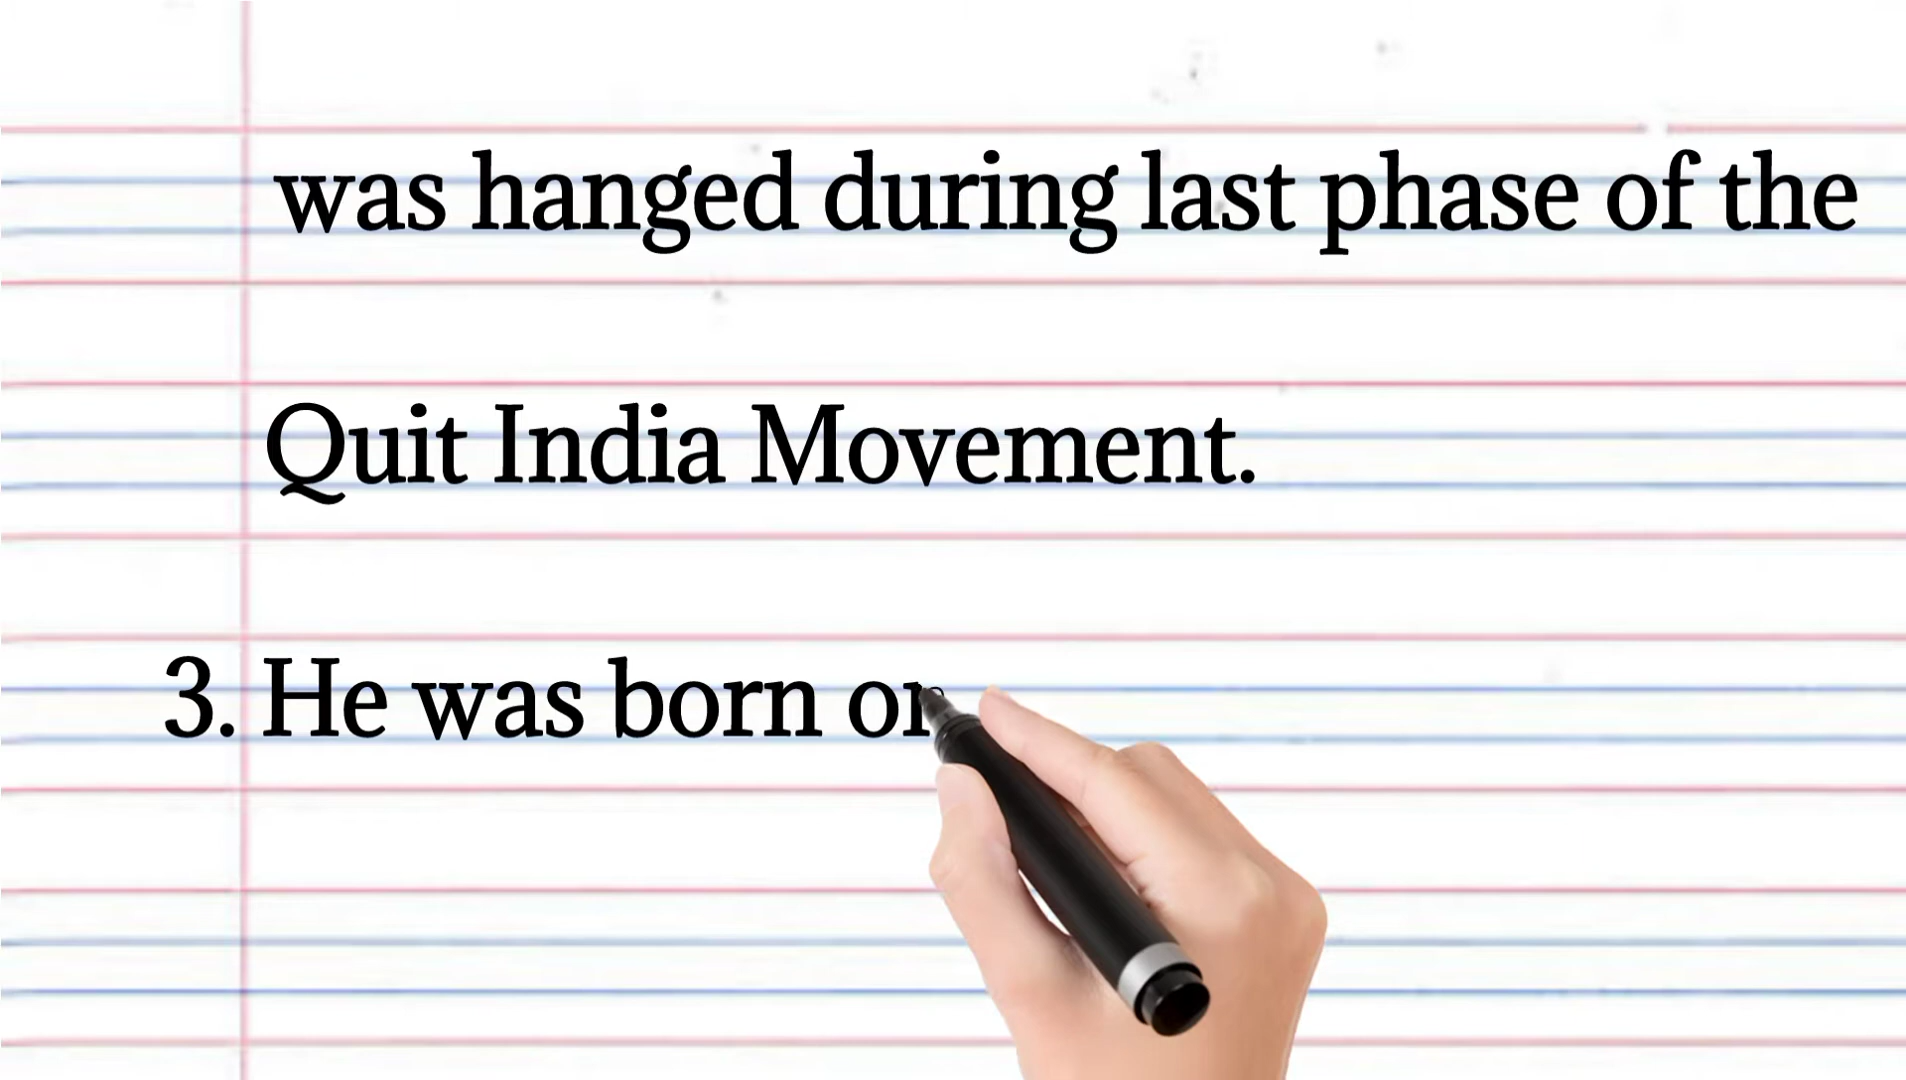 was hanged during last phase of the
Quit India Movement.
3. He was born on